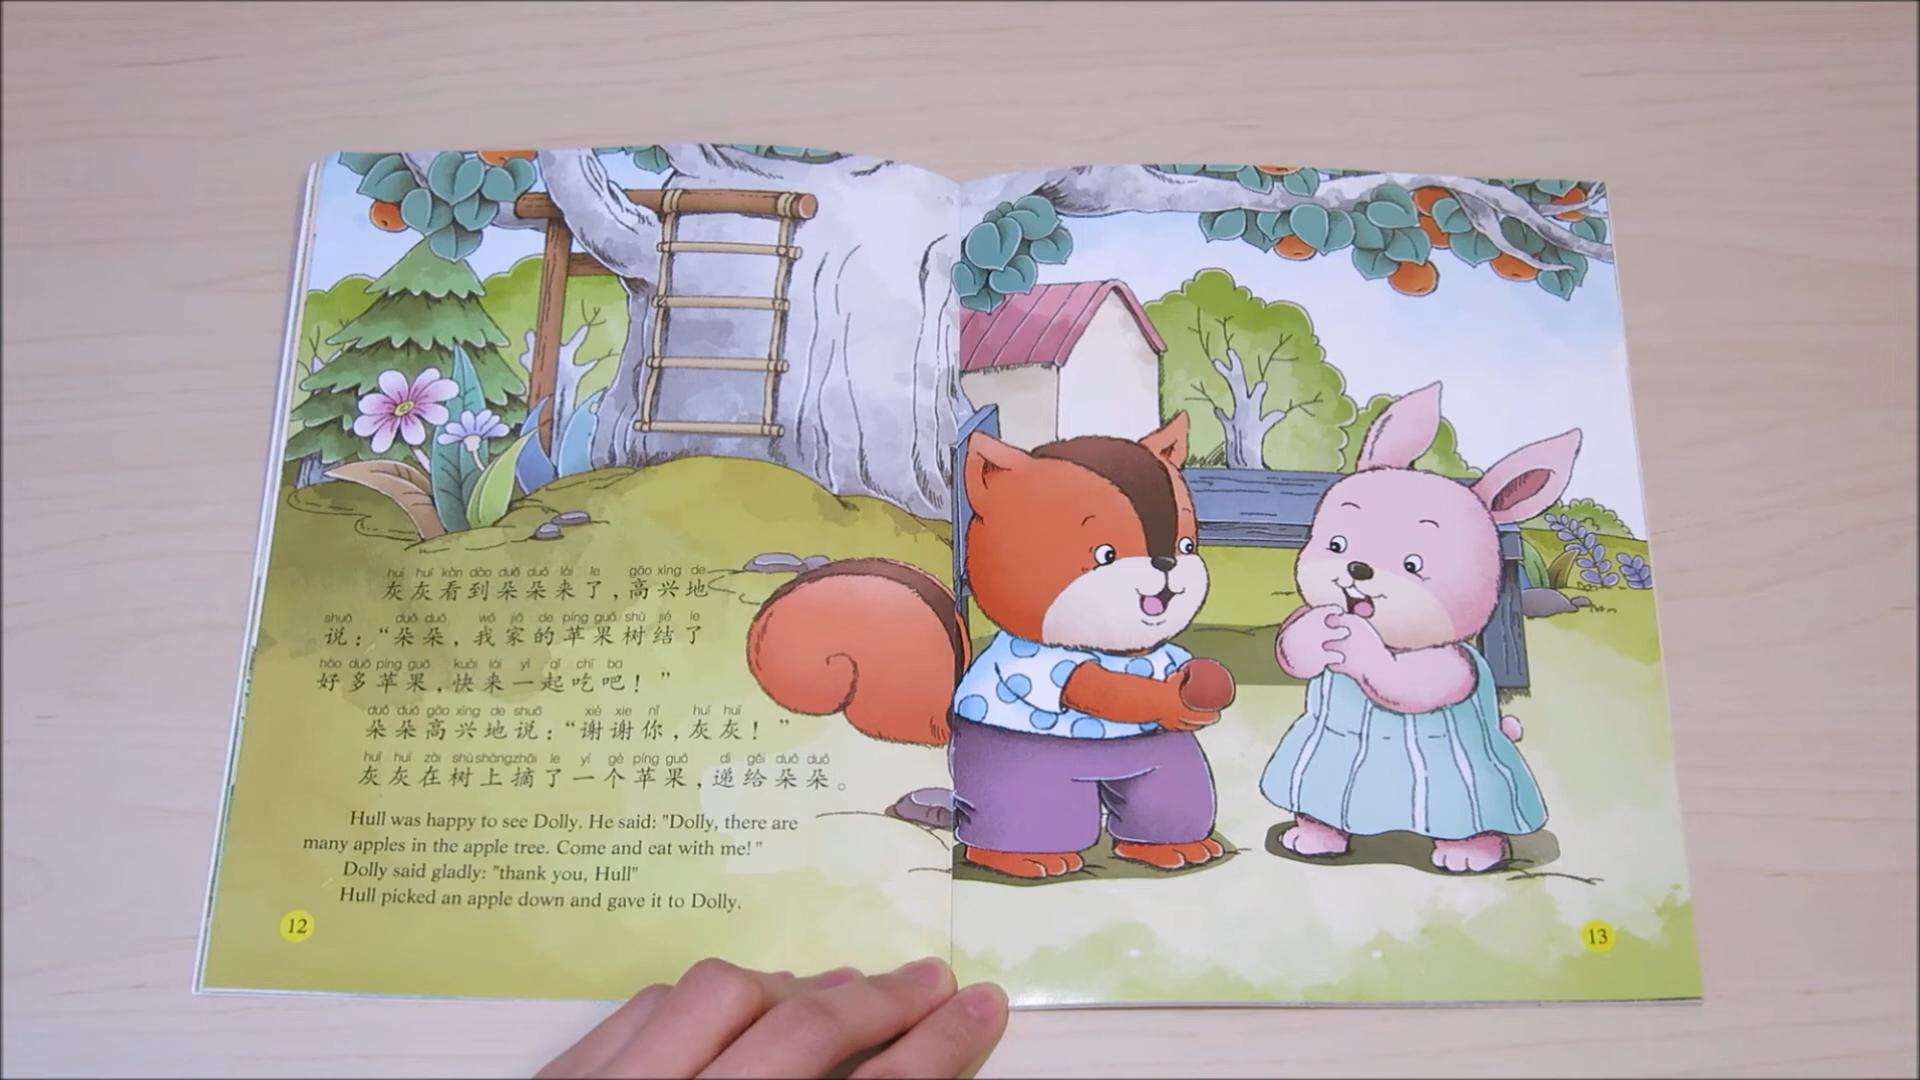 huī huī kàn dào duǒ duǒ lái le gāo xìng de
灰灰看到朵朵来了，高兴地
shuō duǒ duǒ wǒ jiā de píng guǒ shù jiē le
说：“朵朵，我家的苹果树结了
hǎo duō píng guǒ kuài lái yì qǐ chī ba
好多苹果，快来一起吃吧！”
duǒ duǒ gāo xìng de shuō xiè xie nǐ huī huī
朵朵高兴地说：“谢谢你，灰灰！”
huī huī zài shù shàng zhāi le yí gè píng guǒ dì gěi duǒ duǒ
灰灰在树上摘了一个苹果，递给朵朵。
Hull was happy to see Dolly. He said: "Dolly, there are
many apples in the apple tree. Come and eat with me! "
Dolly said gladly: "thank you, Hull"
Hull picked an apple down and gave it to Dolly.
12
13